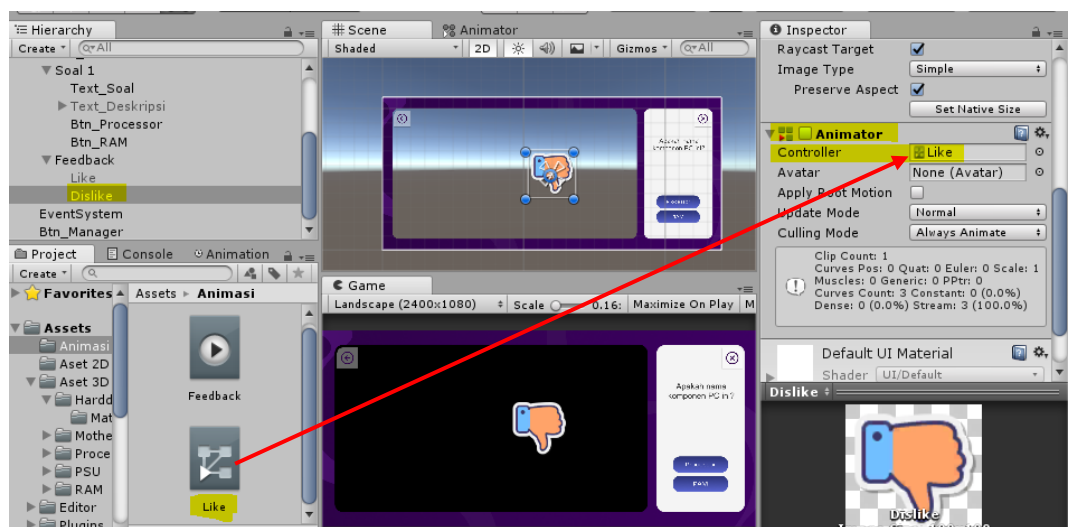 Hierarchy
Create
All
Soal 1
Text_Soal
Text_Deskripsi
Btn_Processor
Btn_RAM
Feedback
Like
Dislike
EventSystem
Btn_Manager
Project Console Animation
Create
Favorites
Assets
Animasi
Aset 2D
Aset 3D
Hardd
Mat
Mothe
Proce
PSU
RAM
Editor
Plugins
Assets Animasi
Feedback
Like
Scene Animator
Shaded 2D Gizmos All
Game
Landscape (2400x1080) Scale 0.16: Maximize On Play M
Apakah nama
komponen PC ini?
RAM
Inspector
Raycast Target
Image Type Simple
Preserve Aspect
Set Native Size
Animator
Controller Like
Avatar None (Avatar)
Apply Root Motion
Update Mode Normal
Culling Mode Always Animate
Clip Count: 1
Curves Pos: 0 Quat: 0 Euler: 0 Scale: 1
Muscles: 0 Generic: 0 PPtr: 0
Curves Count: 3 Constant: 0 (0.0%)
Dense: 0 (0.0%) Stream: 3 (100.0%)
Default UI Material
Shader UI/Default
Dislike
Dislike